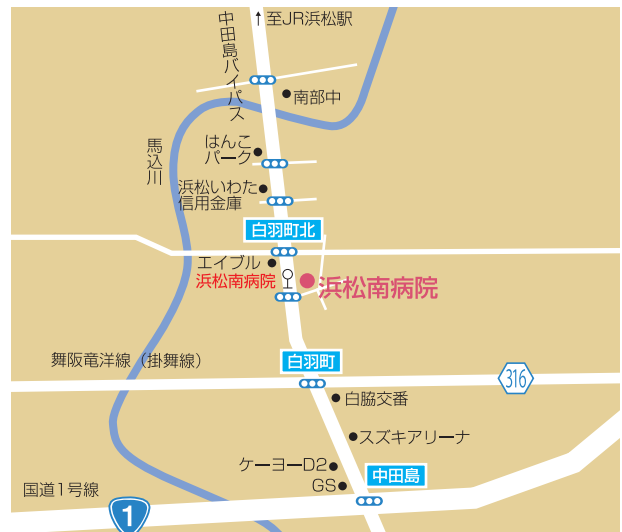 ↑至JR浜松駅
中田島バイパス
南部中
馬込川
はんこ
パーク
浜松いわた
信用金庫
白羽町北
エイブル
浜松南病院
浜松南病院
舞阪竜洋線（掛舞線）
白羽町
316
白脇交番
スズキアリーナ
ケーヨーD2
中田島
GS
国道1号線
1